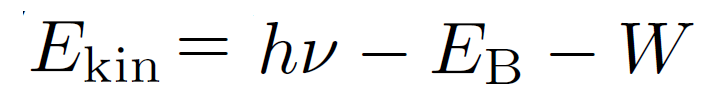 E_kin = hν − E_B − W